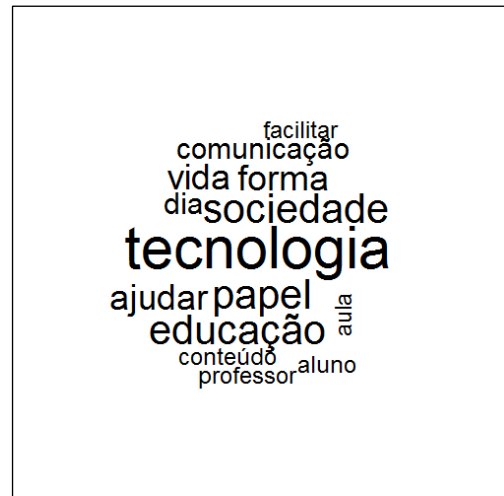 facilitar
comunicação
vida forma
dia sociedade
tecnologia
ajudar papel aula
educação
conteúdo aluno
professor